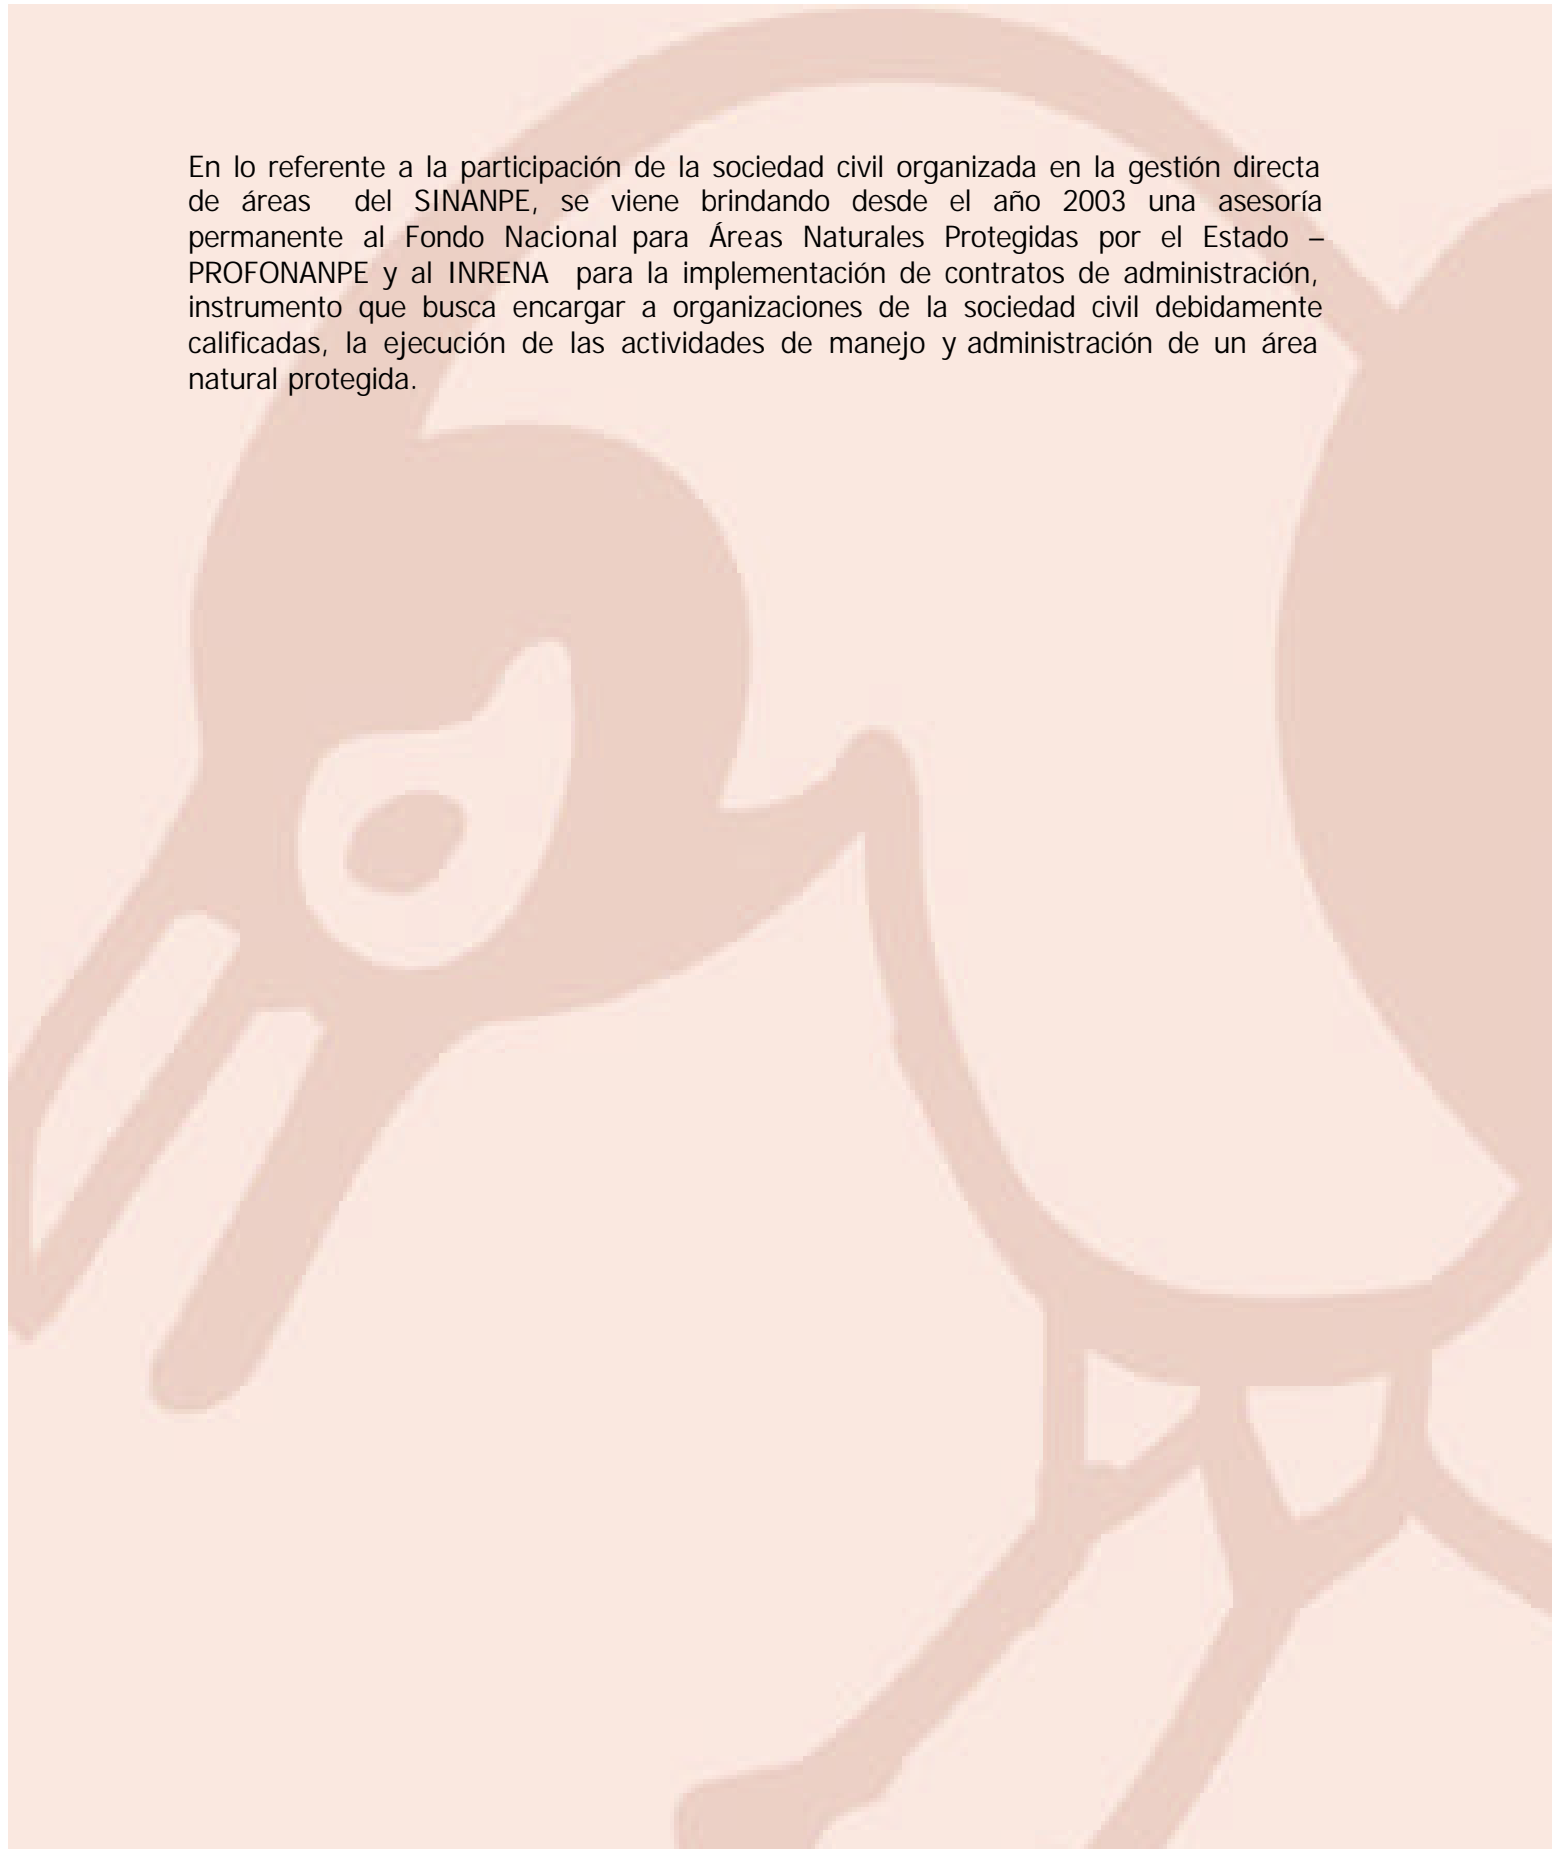 En lo referente a la participación de la sociedad civil organizada en la gestión directa
de áreas del SINANPE, se viene brindando desde el año 2003 una asesoría
permanente al Fondo Nacional para Áreas Naturales Protegidas por el Estado –
PROFONANPE y al INRENA para la implementación de contratos de administración,
instrumento que busca encargar a organizaciones de la sociedad civil debidamente
calificadas, la ejecución de las actividades de manejo y administración de un área
natural protegida.